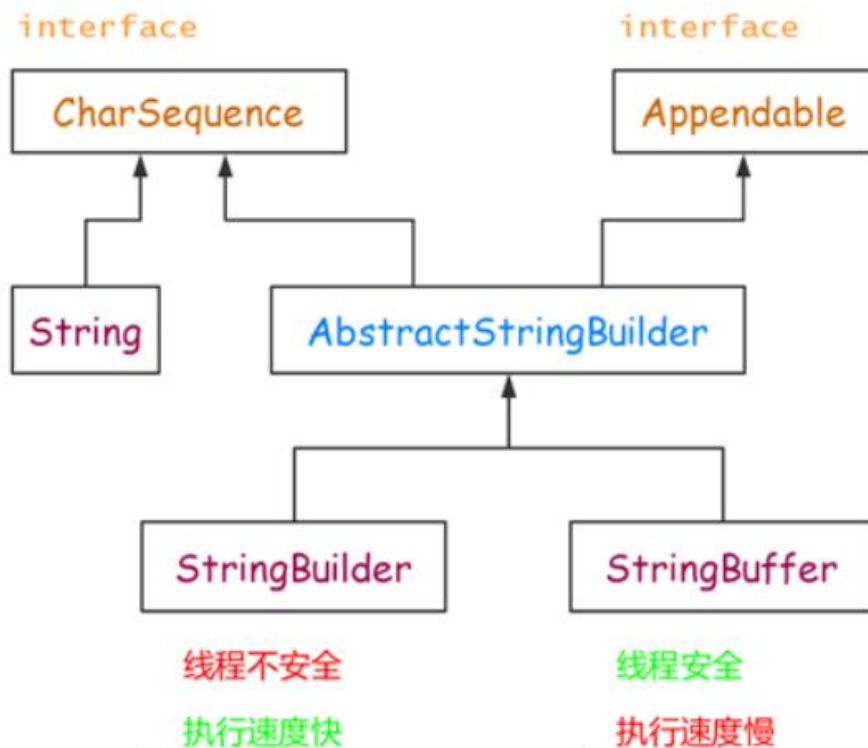 interface
interface
CharSequence
Appendable
String
AbstractStringBuilder
StringBuilder
StringBuffer
线程不安全
线程安全
执行速度快
执行速度慢